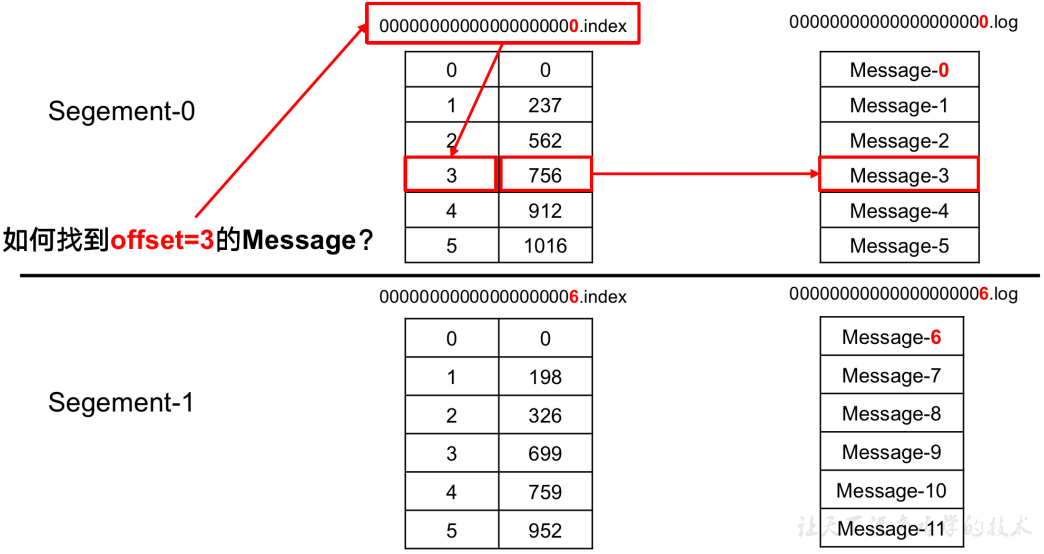 00000000000000000000.index
00000000000000000000.log
Segement-0
0 0 Message-0
1 237 Message-1
2 562 Message-2
3 756 Message-3
4 912 Message-4
5 1016 Message-5
如何找到offset=3的Message？
00000000000000000006.index
00000000000000000006.log
Segement-1
0 0 Message-6
1 198 Message-7
2 326 Message-8
3 699 Message-9
4 759 Message-10
5 952 Message-11
让天 学的技术